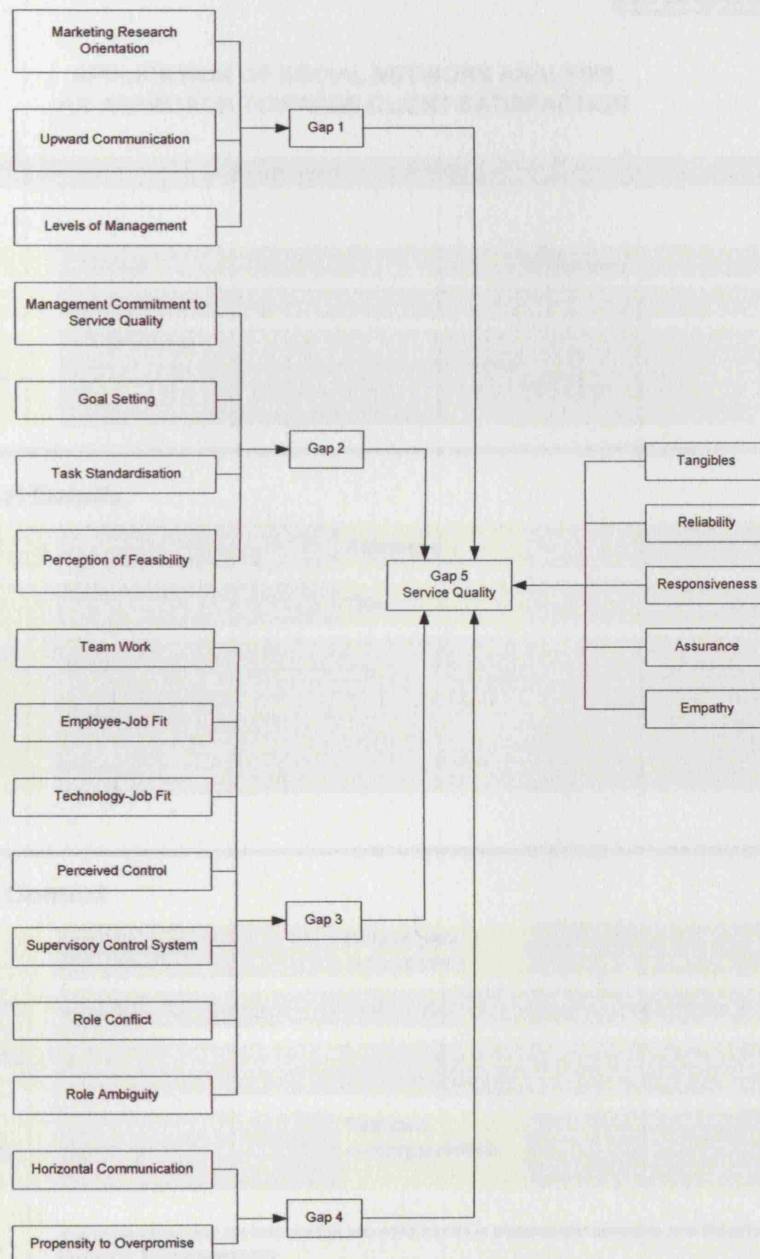 Marketing Research
Orientation
Upward Communication
Levels of Management
Management Commitment to
Service Quality
Goal Setting
Task Standardisation
Perception of Feasibility
Team Work
Employee-Job Fit
Technology-Job Fit
Perceived Control
Supervisory Control System
Role Conflict
Role Ambiguity
Horizontal Communication
Propensity to Overpromise
Gap 1
Gap 2
Gap 3
Gap 4
Gap 5
Service Quality
Tangibles
Reliability
Responsiveness
Assurance
Empathy